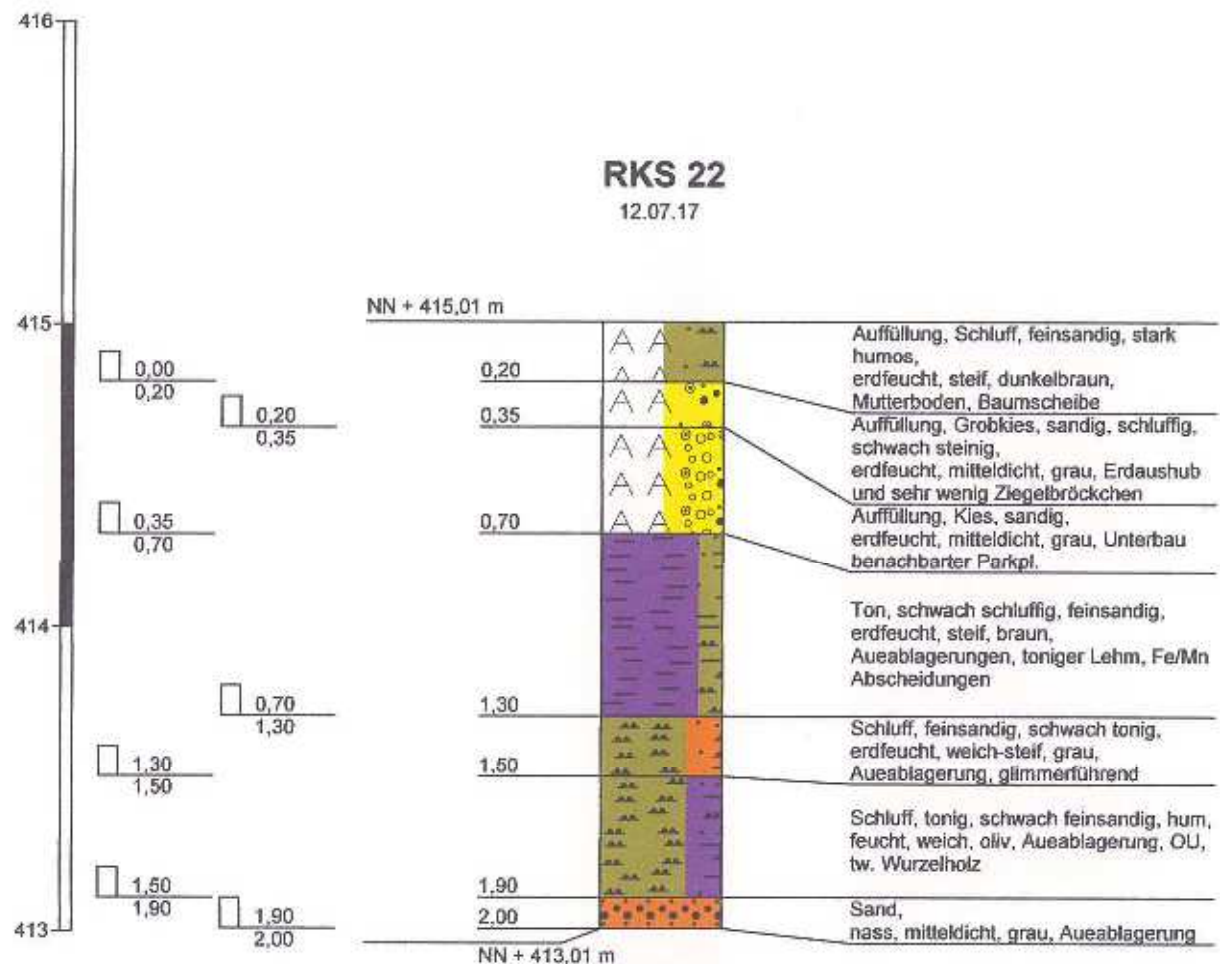 416
RKS 22
12.07.17
NN + 415,01 m
415
0,00
0,20
0,20
0,35
0,35
0,70
414
0,70
1,30
1,30
1,50
1,50
1,90
1,90
2,00
413
0,20
0,35
0,70
1,30
1,50
1,90
2,00
NN + 413,01 m
A A
A A
A A
A A
A A
A A
Auffüllung, Schluff, feinsandig, stark
humos,
erdfeucht, steif, dunkelbraun,
Mutterboden, Baumscheibe
Auffüllung, Grobkies, sandig, schluffig,
schwach steinig,
erdfeucht, mitteldicht, grau, Erdaushub
und sehr wenig Ziegelbröckchen
Auffüllung, Kies, sandig,
erdfeucht, mitteldicht, grau, Unterbau
benachbarter Parkpl.
Ton, schwach schluffig, feinsandig,
erdfeucht, steif, braun,
Aueablagerungen, toniger Lehm, Fe/Mn
Abscheidungen
Schluff, feinsandig, schwach tonig,
erdfeucht, weich-steif, grau,
Aueablagerung, glimmerführend
Schluff, tonig, schwach feinsandig, hum,
feucht, weich, oliv, Aueablagerung, OU,
tw. Wurzelholz
Sand,
nass, mitteldicht, grau, Aueablagerung